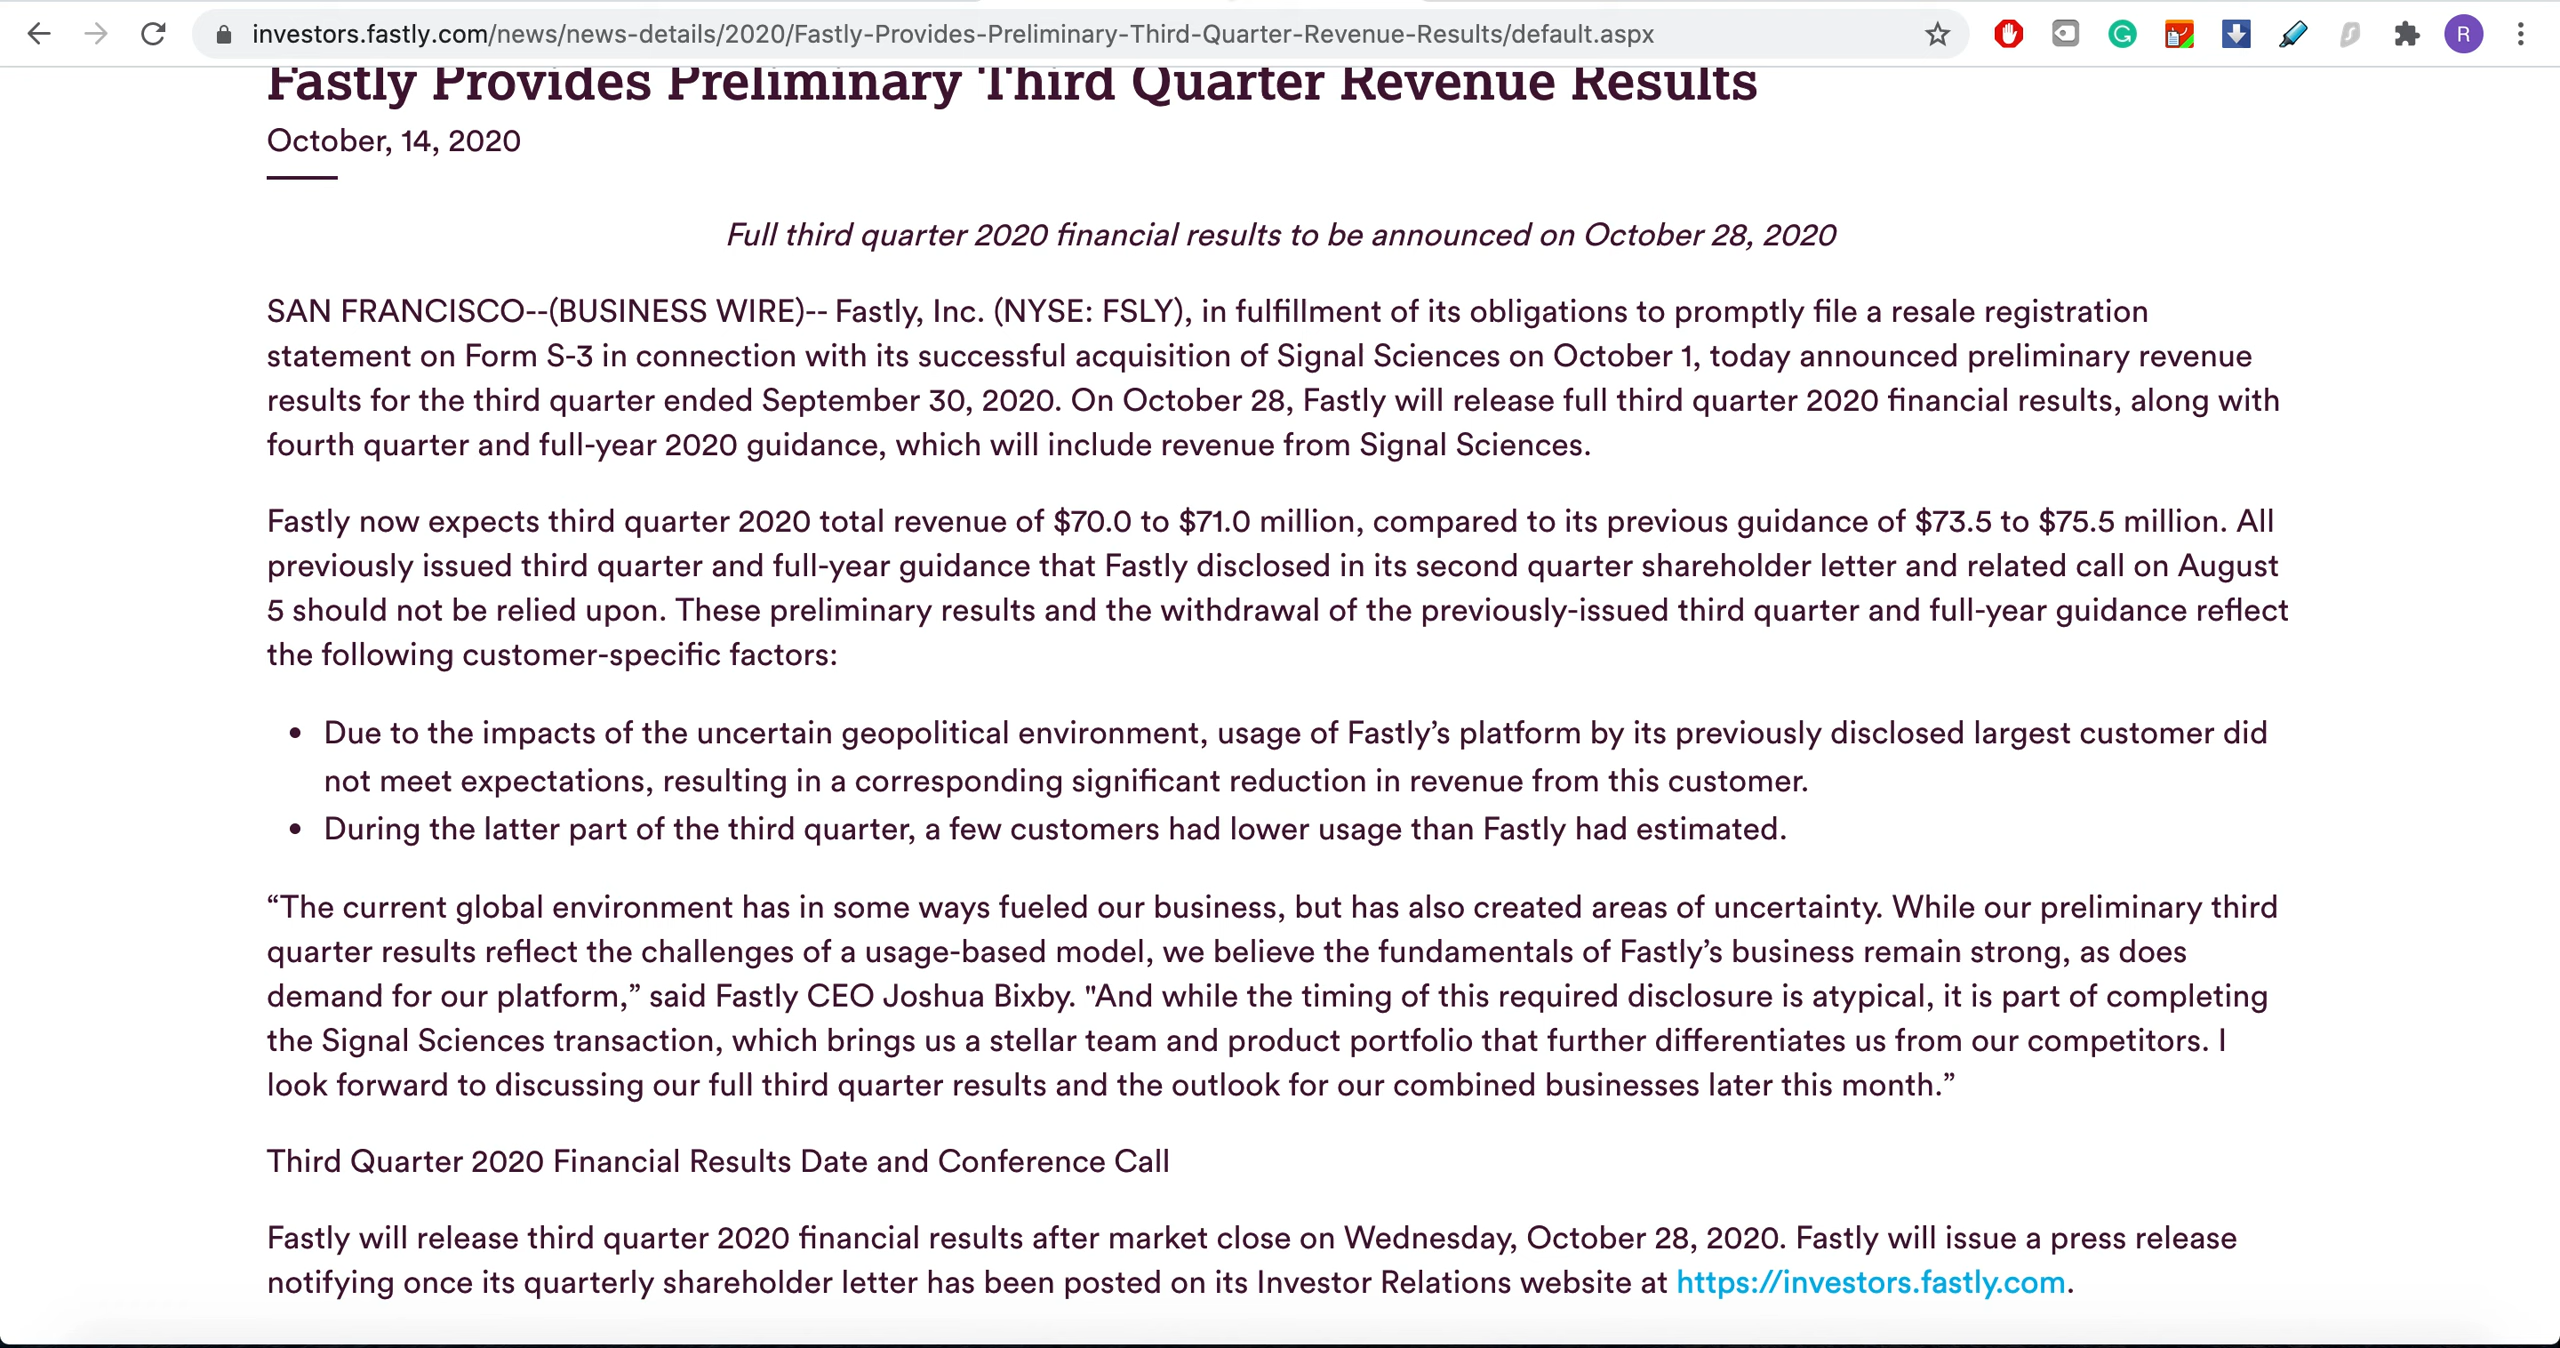 investors.fastly.com/news/news-details/2020/Fastly-Provides-Preliminary-Third-Quarter-Revenue-Results/default.aspx
R
Fastly Provides Preliminary Third Quarter Revenue Results
October, 14, 2020
Full third quarter 2020 financial results to be announced on October 28, 2020
SAN FRANCISCO--(BUSINESS WIRE)-- Fastly, Inc. (NYSE: FSLY), in fulfillment of its obligations to promptly file a resale registration
statement on Form S-3 in connection with its successful acquisition of Signal Sciences on October 1, today announced preliminary revenue
results for the third quarter ended September 30, 2020. On October 28, Fastly will release full third quarter 2020 financial results, along with
fourth quarter and full-year 2020 guidance, which will include revenue from Signal Sciences.
Fastly now expects third quarter 2020 total revenue of $70.0 to $71.0 million, compared to its previous guidance of $73.5 to $75.5 million. All
previously issued third quarter and full-year guidance that Fastly disclosed in its second quarter shareholder letter and related call on August
5 should not be relied upon. These preliminary results and the withdrawal of the previously-issued third quarter and full-year guidance reflect
the following customer-specific factors:
• Due to the impacts of the uncertain geopolitical environment, usage of Fastly’s platform by its previously disclosed largest customer did
not meet expectations, resulting in a corresponding significant reduction in revenue from this customer.
• During the latter part of the third quarter, a few customers had lower usage than Fastly had estimated.
“The current global environment has in some ways fueled our business, but has also created areas of uncertainty. While our preliminary third
quarter results reflect the challenges of a usage-based model, we believe the fundamentals of Fastly’s business remain strong, as does
demand for our platform,” said Fastly CEO Joshua Bixby. "And while the timing of this required disclosure is atypical, it is part of completing
the Signal Sciences transaction, which brings us a stellar team and product portfolio that further differentiates us from our competitors. I
look forward to discussing our full third quarter results and the outlook for our combined businesses later this month.”
Third Quarter 2020 Financial Results Date and Conference Call
Fastly will release third quarter 2020 financial results after market close on Wednesday, October 28, 2020. Fastly will issue a press release
notifying once its quarterly shareholder letter has been posted on its Investor Relations website at https://investors.fastly.com.